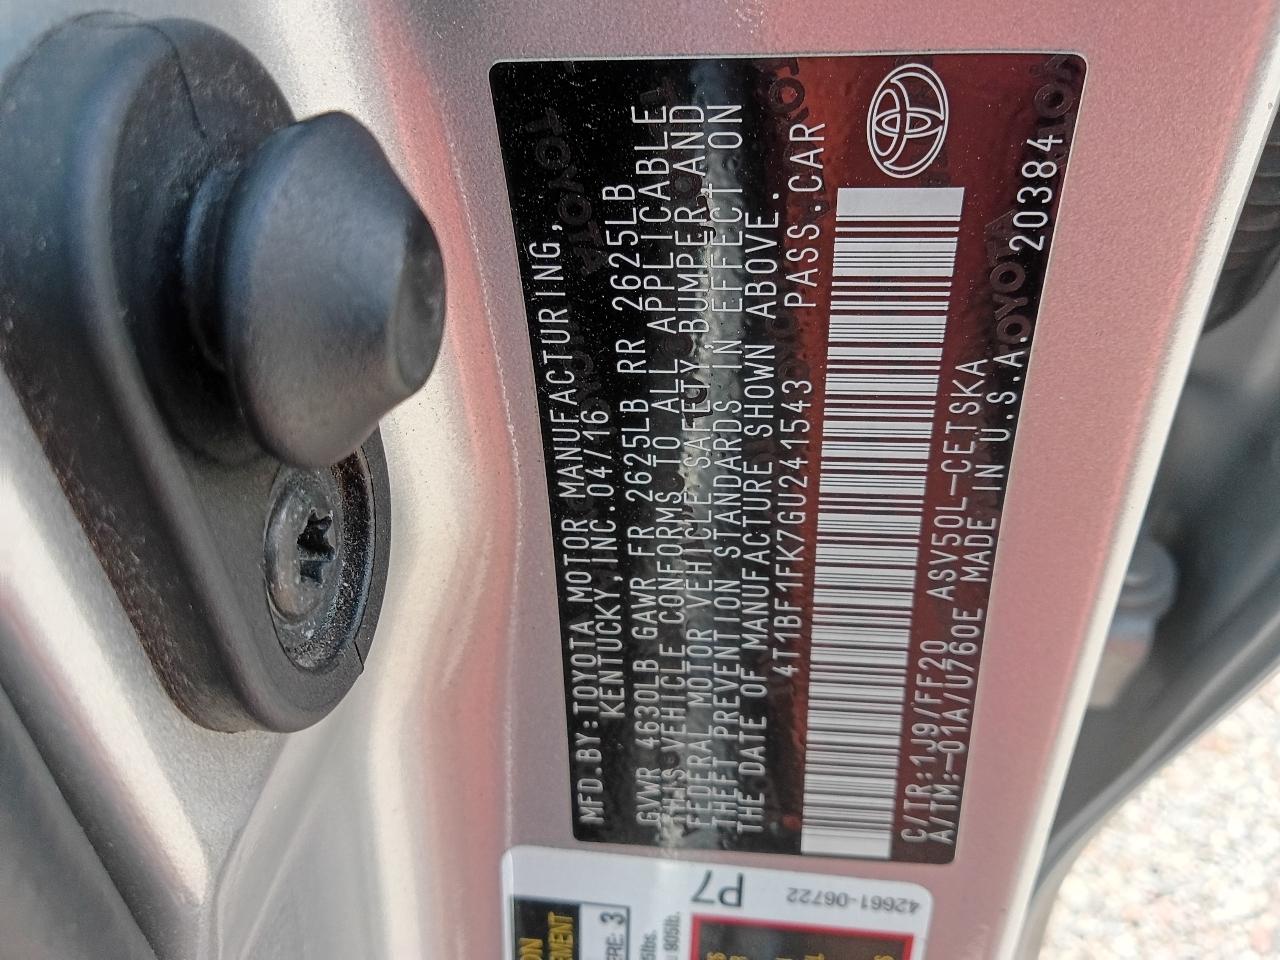 MFD.BY:TOYOTA MOTOR MANUFACTURING,
KENTUCKY,INC.04/16
GVWR 4630LB GAWR FR 2625LB RR 2625LB
THIS VEHICLE CONFORMS TO ALL APPLICABLE
FEDERAL MOTOR VEHICLE SAFETY,BUMPER,AND
THEFT PREVENTION STANDARDS IN EFFECT ON
THE DATE OF MANUFACTURE SHOWN ABOVE.
4T1BF1FK7GU241543 PASS.CAR
C/TR:1J9/FF20 ASV50L-CETSKA
A/TM:-01A/U760E MADE IN U.S.A. 20384
P7
42661-06722
3